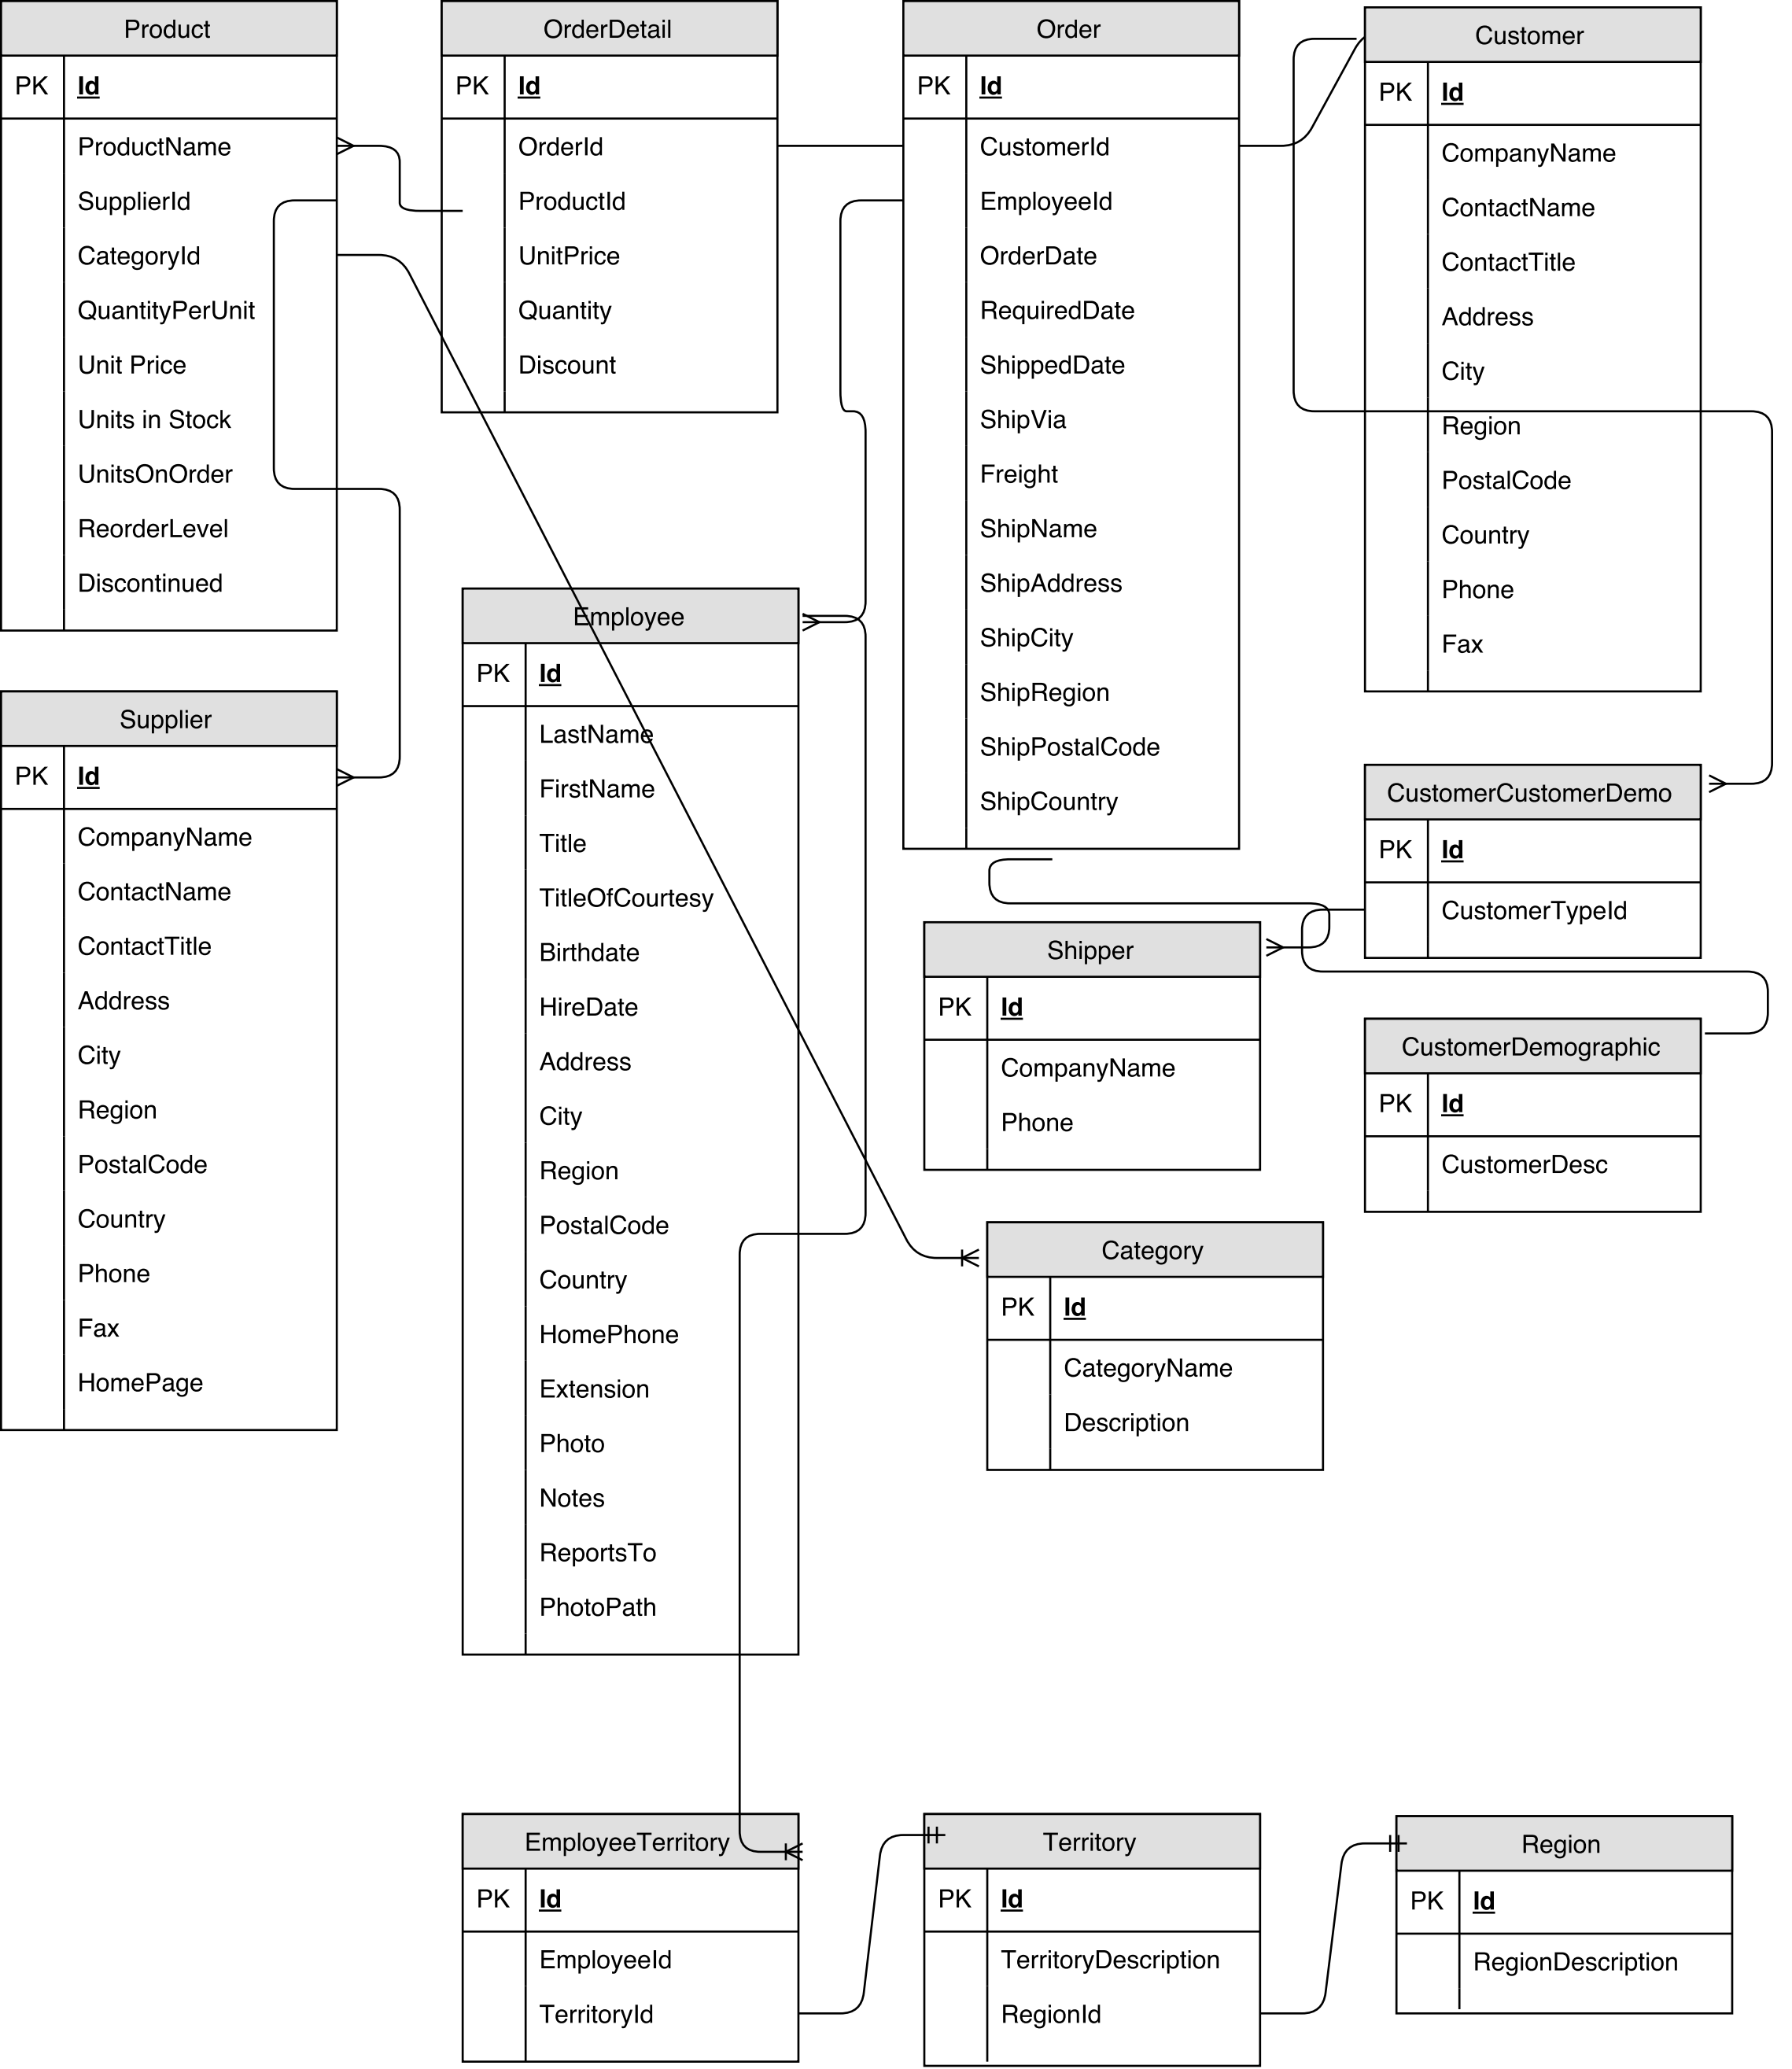 Product
PK Id
ProductName
SupplierId
CategoryId
QuantityPerUnit
Unit Price
Units in Stock
UnitsOnOrder
ReorderLevel
Discontinued
OrderDetail
PK Id
OrderId
ProductId
UnitPrice
Quantity
Discount
Order
PK Id
CustomerId
EmployeeId
OrderDate
RequiredDate
ShippedDate
ShipVia
Freight
ShipName
ShipAddress
ShipCity
ShipRegion
ShipPostalCode
ShipCountry
Customer
PK Id
CompanyName
ContactName
ContactTitle
Address
City
Region
PostalCode
Country
Phone
Fax
Supplier
PK Id
CompanyName
ContactName
ContactTitle
Address
City
Region
PostalCode
Country
Phone
Fax
HomePage
Employee
PK Id
LastName
FirstName
Title
TitleOfCourtesy
Birthdate
HireDate
Address
City
Region
PostalCode
Country
HomePhone
Extension
Photo
Notes
ReportsTo
PhotoPath
CustomerCustomerDemo
PK Id
CustomerTypeId
Shipper
PK Id
CompanyName
Phone
CustomerDemographic
PK Id
CustomerDesc
Category
PK Id
CategoryName
Description
EmployeeTerritory
PK Id
EmployeeId
TerritoryId
Territory
PK Id
TerritoryDescription
RegionId
Region
PK Id
RegionDescription